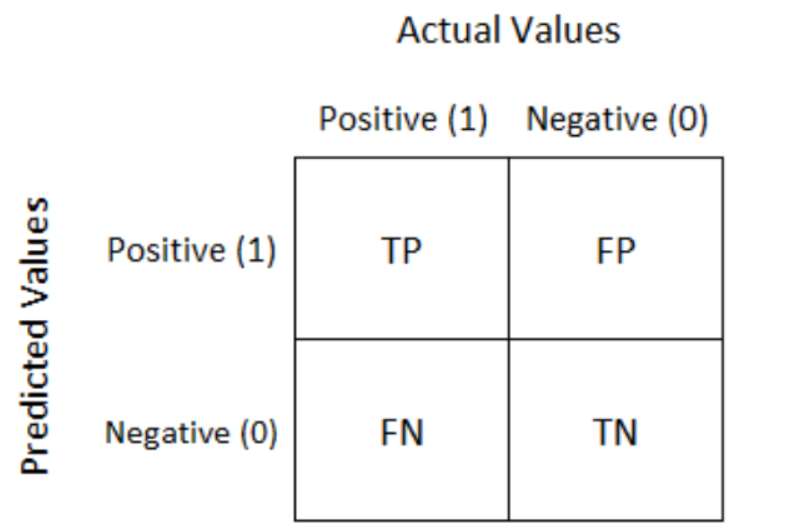 Actual Values
Positive (1) Negative (0)
Predicted Values
Positive (1) TP FP
Negative (0) FN TN